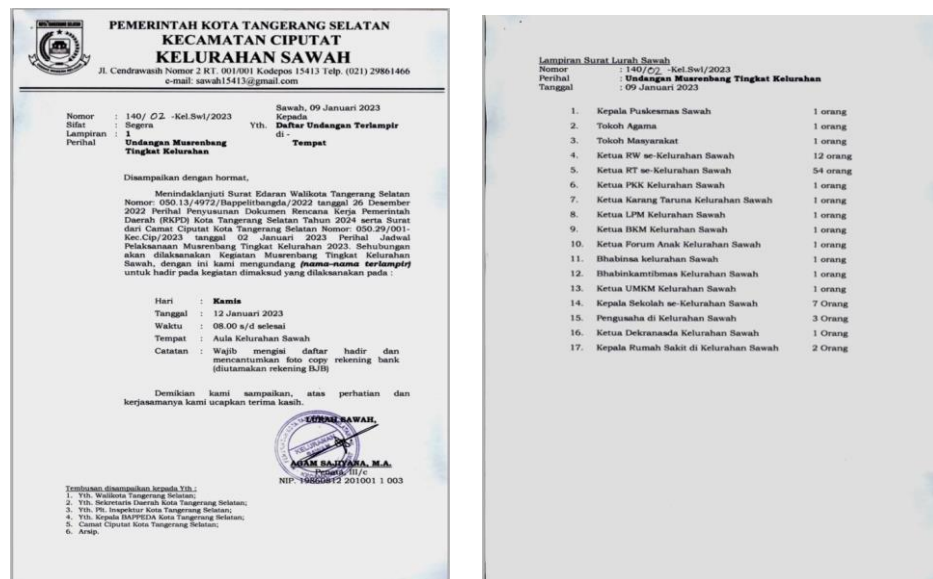 PEMERINTAH KOTA TANGERANG SELATAN
KECAMATAN CIPUTAT
KELURAHAN SAWAH
Jl. Cendrawasih Nomor 2 RT. 001/001 Kodepos 15413 Telp. (021) 29861466
e-mail: sawah15413@gmail.com
Sawah, 09 Januari 2023
Nomor : 140/ 02 -Kel.Swl/2023
Kepada
Sifat : Segera
Yth. Daftar Undangan Terlampir
Lampiran : 1
di -
Perihal : Undangan Musrenbang
Tempat
Tingkat Kelurahan
Disampaikan dengan hormat,
Menindaklanjuti Surat Edaran Walikota Tangerang Selatan
Nomor: 050.13/4972/Bappelitbangda/2022 tanggal 26 Desember
2022 Perihal Penyusunan Dokumen Rencana Kerja Pemerintah
Daerah (RKPD) Kota Tangerang Selatan Tahun 2024 serta Surat
dari Camat Ciputat Kota Tangerang Selatan Nomor: 050.29/001-
Kec.Cip/2023 tanggal 02 Januari 2023 Perihal Jadwal
Pelaksanaan Musrenbang Tingkat Kelurahan 2023. Sehubungan
akan dilaksanakan Kegiatan Musrenbang Tingkat Kelurahan
Sawah, dengan ini kami mengundang (nama-nama terlampir)
untuk hadir pada kegiatan dimaksud yang dilaksanakan pada :
Hari : Kamis
Tanggal : 12 Januari 2023
Waktu : 08.00 s/d selesai
Tempat : Aula Kelurahan Sawah
Catatan : Wajib mengisi daftar hadir dan
mencantumkan foto copy rekening bank
(diutamakan rekening BJB)
Demikian kami sampaikan, atas perhatian dan
kerjasamanya kami ucapkan terima kasih.
LURAH SAWAH,
KELURAHAN
AGAM SAJIYANA, M.A.
Penata, III/c
NIP. 19860812 201001 1 003
Tembusan disampaikan kepada Yth :
1. Yth. Walikota Tangerang Selatan;
2. Yth. Sekretaris Daerah Kota Tangerang Selatan;
3. Yth. Plt. Inspektur Kota Tangerang Selatan;
4. Yth. Kepala BAPPEDA Kota Tangerang Selatan;
5. Camat Ciputat Kota Tangerang Selatan;
6. Arsip.
Lampiran Surat Lurah Sawah
Nomor : 140/02 -Kel.Swl/2023
Perihal : Undangan Musrenbang Tingkat Kelurahan
Tanggal : 09 Januari 2023
1. Kepala Puskesmas Sawah 1 orang
2. Tokoh Agama 1 orang
3. Tokoh Masyarakat 1 orang
4. Ketua RW se-Kelurahan Sawah 12 orang
5. Ketua RT se-Kelurahan Sawah 54 orang
6. Ketua PKK Kelurahan Sawah 1 orang
7. Ketua Karang Taruna Kelurahan Sawah 1 orang
8. Ketua LPM Kelurahan Sawah 1 orang
9. Ketua BKM Kelurahan Sawah 1 orang
10. Ketua Forum Anak Kelurahan Sawah 1 orang
11. Bhabinsa kelurahan Sawah 1 orang
12. Bhabinkamtibmas Kelurahan Sawah 1 orang
13. Ketua UMKM Kelurahan Sawah 1 orang
14. Kepala Sekolah se-Kelurahan Sawah 7 Orang
15. Pengusaha di Kelurahan Sawah 3 Orang
16. Ketua Dekranasda Kelurahan Sawah 1 Orang
17. Kepala Rumah Sakit di Kelurahan Sawah 2 Orang